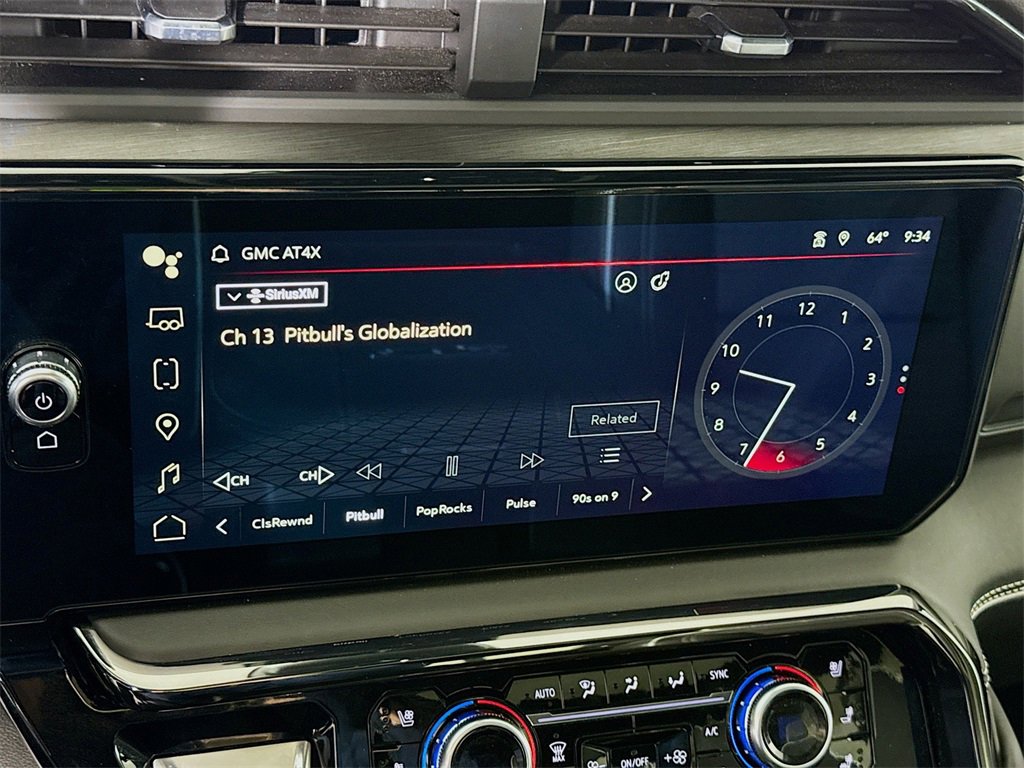 GMC AT4X
64° 9:34
SiriusXM
Ch 13 Pitbull's Globalization
Related
CH CH
ClsRewnd Pitbull PopRocks Pulse 90s on 9
12
1
2
3
4
5
6
7
8
9
10
11
AUTO
SYNC
A/C
MAX
ON/OFF